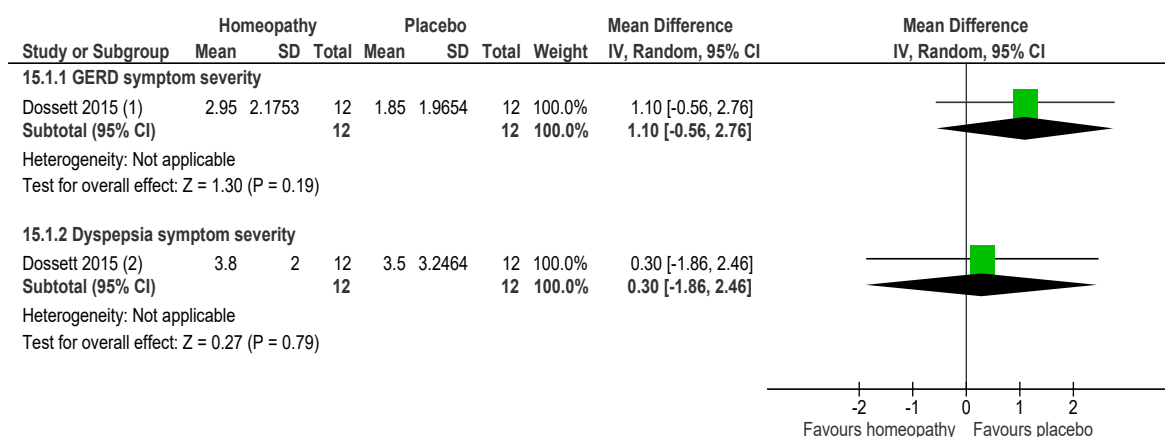 Homeopathy Placebo Mean Difference Mean Difference
Study or Subgroup Mean SD Total Mean SD Total Weight IV, Random, 95% CI IV, Random, 95% CI
15.1.1 GERD symptom severity
Dossett 2015 (1) 2.95 2.1753 12 1.85 1.9654 12 100.0% 1.10 [-0.56, 2.76]
Subtotal (95% CI) 12 12 100.0% 1.10 [-0.56, 2.76]
Heterogeneity: Not applicable
Test for overall effect: Z = 1.30 (P = 0.19)
15.1.2 Dyspepsia symptom severity
Dossett 2015 (2) 3.8 2 12 3.5 3.2464 12 100.0% 0.30 [-1.86, 2.46]
Subtotal (95% CI) 12 12 100.0% 0.30 [-1.86, 2.46]
Heterogeneity: Not applicable
Test for overall effect: Z = 0.27 (P = 0.79)
-2 -1 0 1 2
Favours homeopathy Favours placebo